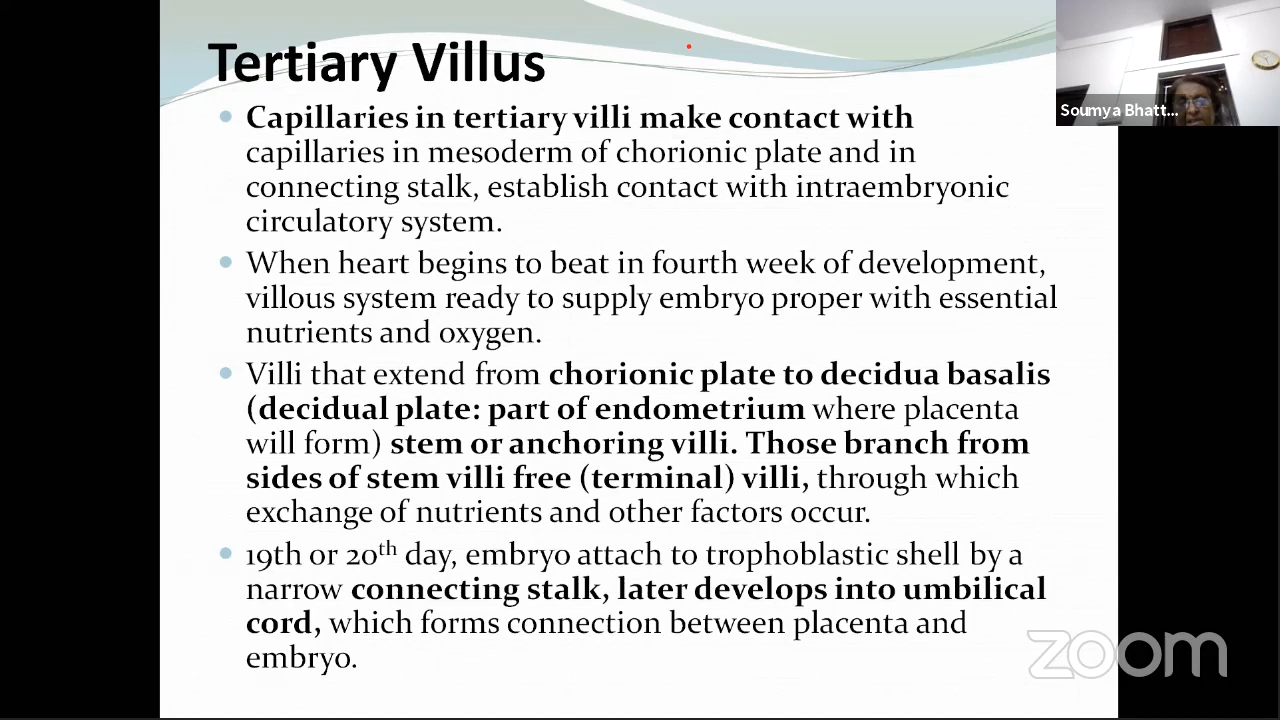 Tertiary Villus
Soumya Bhatt...
• Capillaries in tertiary villi make contact with
capillaries in mesoderm of chorionic plate and in
connecting stalk, establish contact with intraembryonic
circulatory system.
• When heart begins to beat in fourth week of development,
villous system ready to supply embryo proper with essential
nutrients and oxygen.
• Villi that extend from chorionic plate to decidua basalis
(decidual plate: part of endometrium where placenta
will form) stem or anchoring villi. Those branch from
sides of stem villi free (terminal) villi, through which
exchange of nutrients and other factors occur.
• 19th or 20th day, embryo attach to trophoblastic shell by a
narrow connecting stalk, later develops into umbilical
cord, which forms connection between placenta and
embryo.
zoom